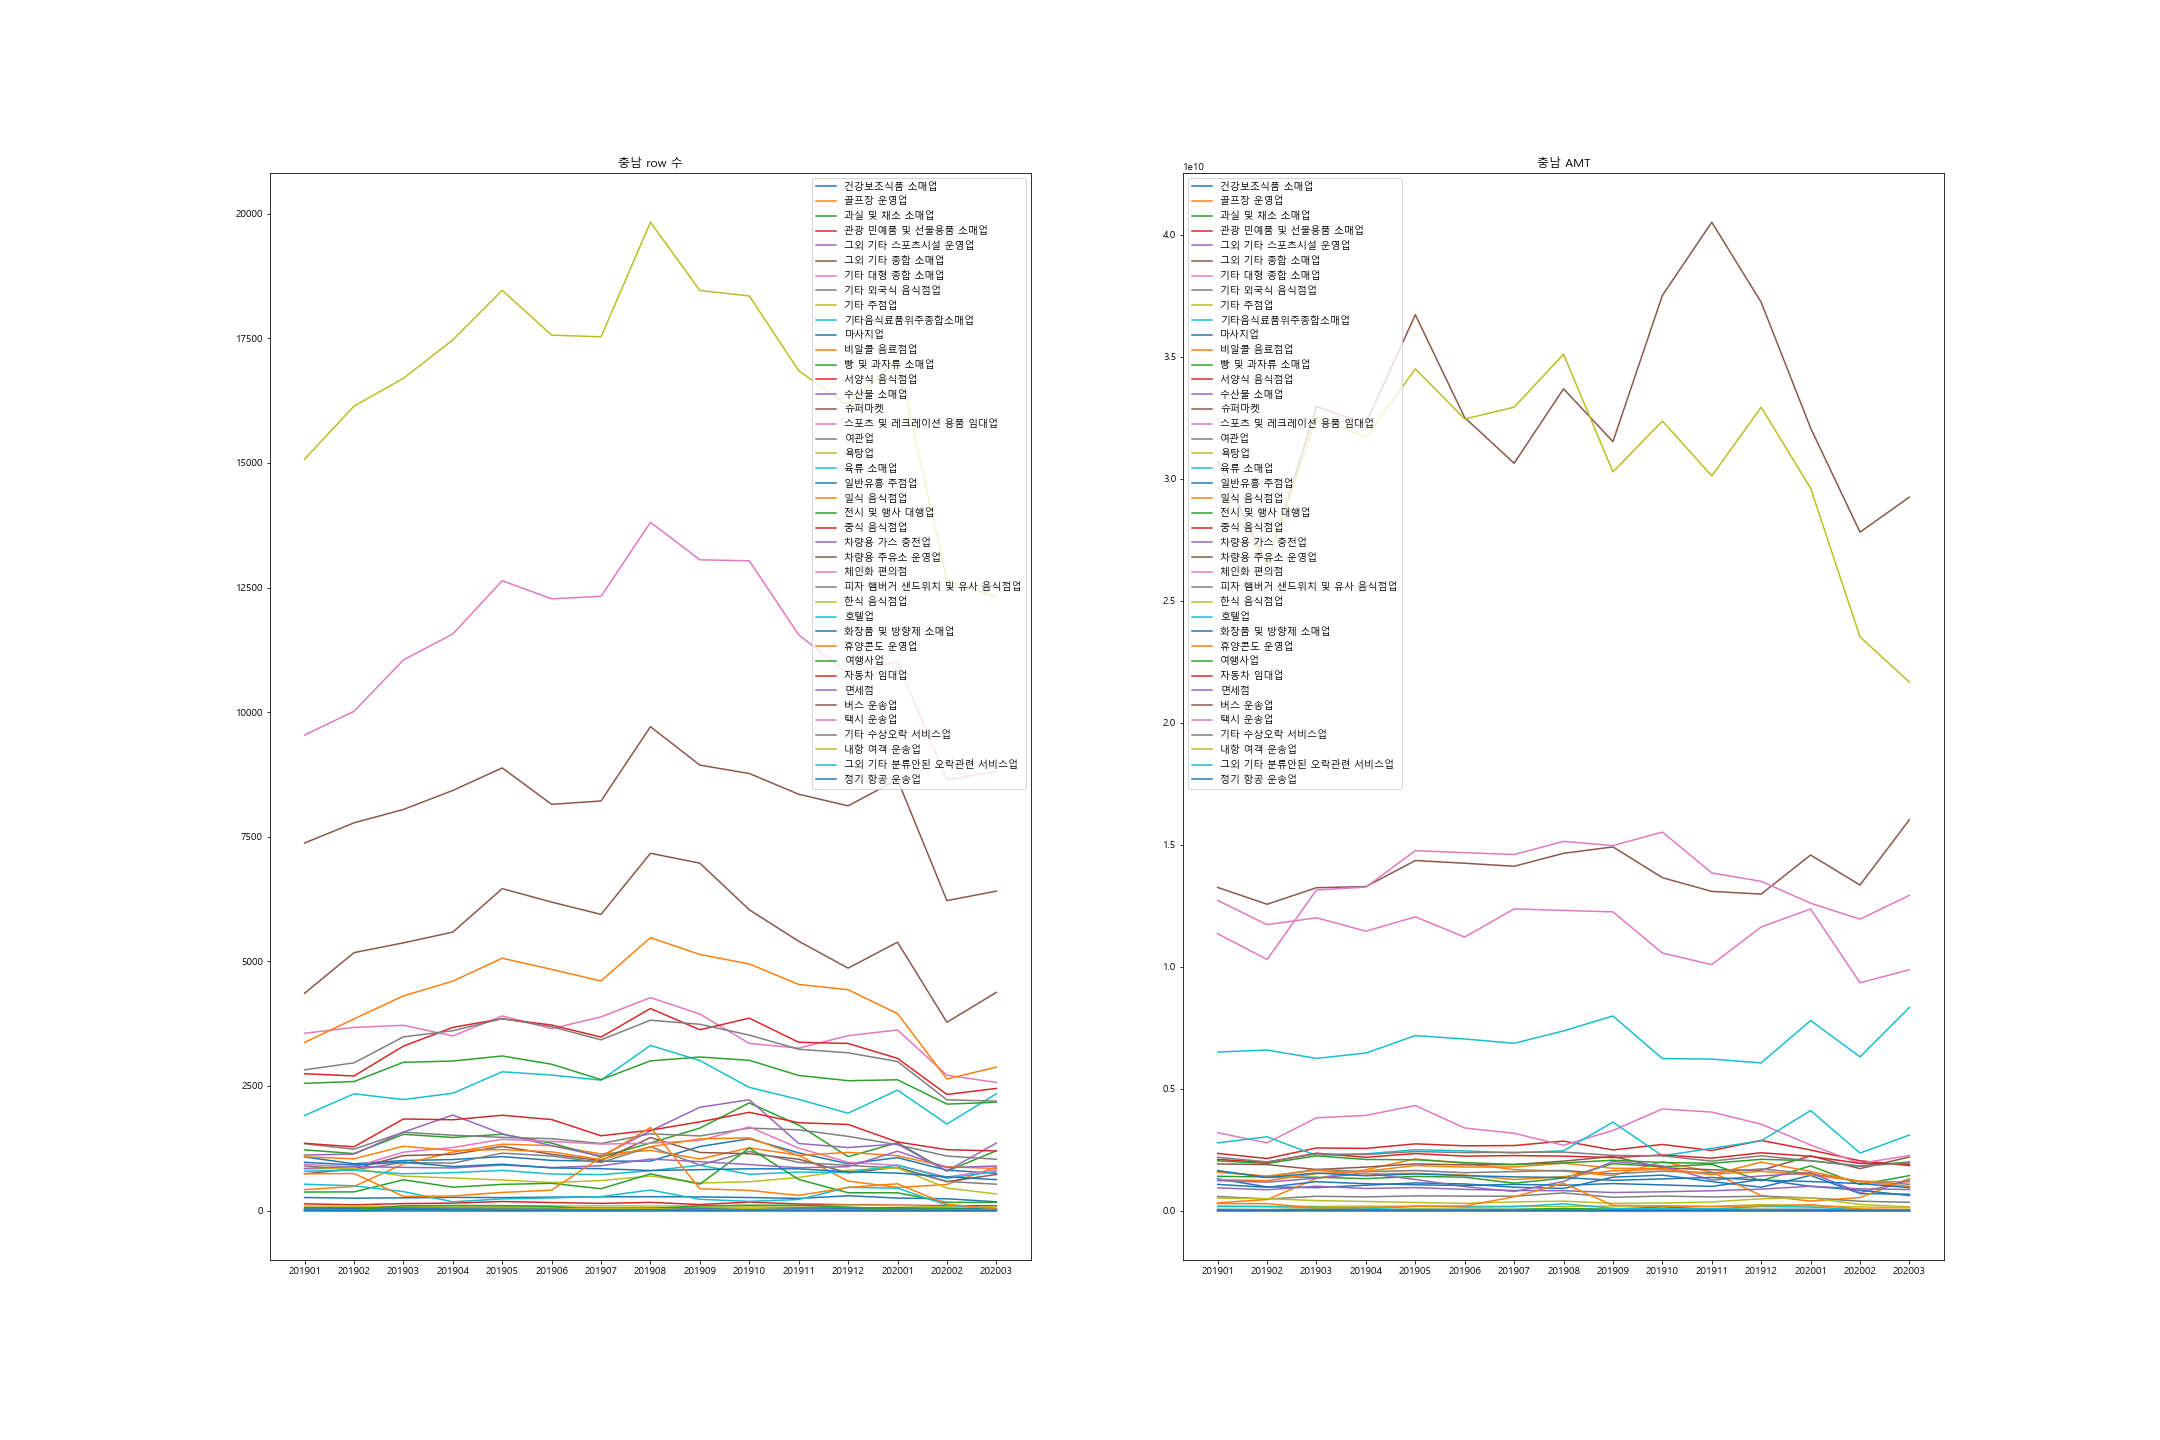 충남 row 수
20000
17500
15000
12500
10000
7500
5000
2500
0
201901 201902 201903 201904 201905 201906 201907 201908 201909 201910 201911 201912 202001 202002 202003
건강보조식품 소매업
골프장 운영업
과실 및 채소 소매업
관광 민예품 및 선물용품 소매업
그외 기타 스포츠시설 운영업
그외 기타 종합 소매업
기타 대형 종합 소매업
기타 외국식 음식점업
기타 주점업
기타음식료품위주종합소매업
마사지업
비알콜 음료점업
빵 및 과자류 소매업
서양식 음식점업
수산물 소매업
슈퍼마켓
스포츠 및 레크레이션 용품 임대업
여관업
욕탕업
육류 소매업
일반유흥 주점업
일식 음식점업
전시 및 행사 대행업
중식 음식점업
차량용 가스 충전업
차량용 주유소 운영업
체인화 편의점
피자 햄버거 샌드위치 및 유사 음식점업
한식 음식점업
호텔업
화장품 및 방향제 소매업
휴양콘도 운영업
여행사업
자동차 임대업
면세점
버스 운송업
택시 운송업
기타 수상오락 서비스업
내항 여객 운송업
그외 기타 분류안된 오락관련 서비스업
정기 항공 운송업
충남 AMT
1e10
4.0
3.5
3.0
2.5
2.0
1.5
1.0
0.5
0.0
201901 201902 201903 201904 201905 201906 201907 201908 201909 201910 201911 201912 202001 202002 202003
건강보조식품 소매업
골프장 운영업
과실 및 채소 소매업
관광 민예품 및 선물용품 소매업
그외 기타 스포츠시설 운영업
그외 기타 종합 소매업
기타 대형 종합 소매업
기타 외국식 음식점업
기타 주점업
기타음식료품위주종합소매업
마사지업
비알콜 음료점업
빵 및 과자류 소매업
서양식 음식점업
수산물 소매업
슈퍼마켓
스포츠 및 레크레이션 용품 임대업
여관업
욕탕업
육류 소매업
일반유흥 주점업
일식 음식점업
전시 및 행사 대행업
중식 음식점업
차량용 가스 충전업
차량용 주유소 운영업
체인화 편의점
피자 햄버거 샌드위치 및 유사 음식점업
한식 음식점업
호텔업
화장품 및 방향제 소매업
휴양콘도 운영업
여행사업
자동차 임대업
면세점
버스 운송업
택시 운송업
기타 수상오락 서비스업
내항 여객 운송업
그외 기타 분류안된 오락관련 서비스업
정기 항공 운송업